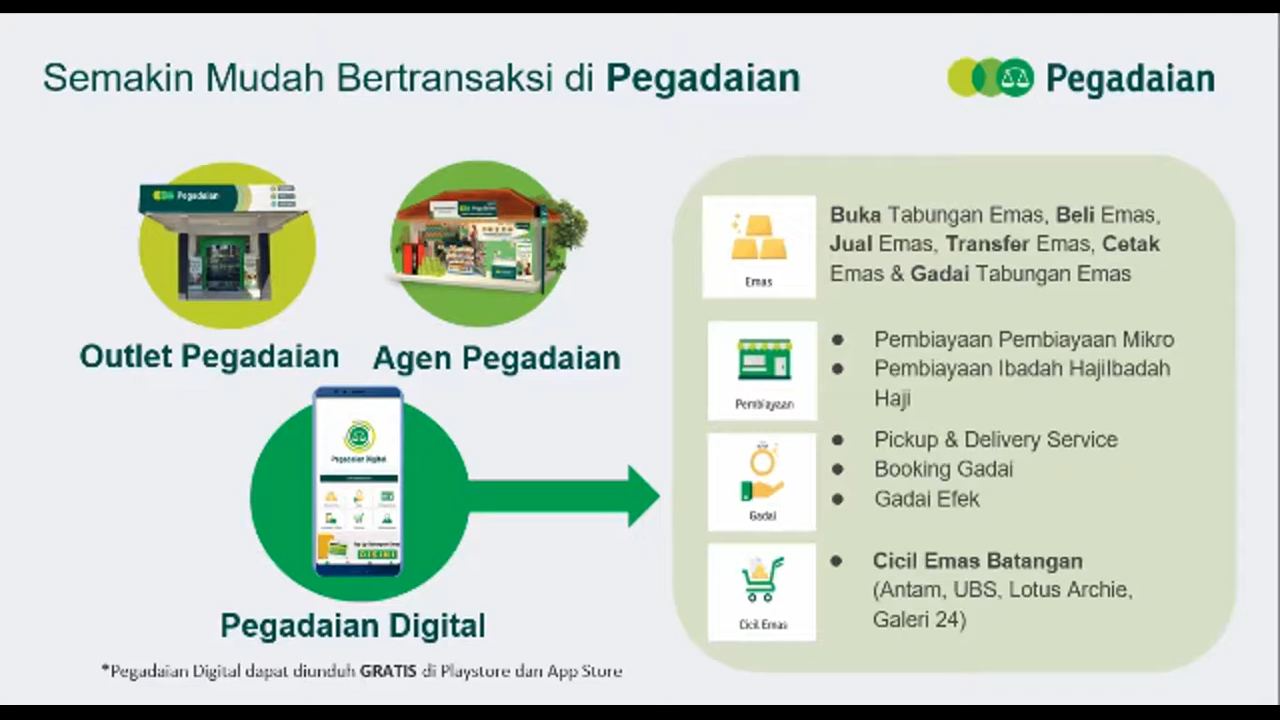 Semakin Mudah Bertransaksi di Pegadaian
Pegadaian
Pegadaian
Outlet Pegadaian
Agen Pegadaian
Pegadaian Digital
Pegadaian Digital
*Pegadaian Digital dapat diunduh GRATIS di Playstore dan App Store
Emas
Buka Tabungan Emas, Beli Emas,
Jual Emas, Transfer Emas, Cetak
Emas & Gadai Tabungan Emas
Pembiayaan
● Pembiayaan Pembiayaan Mikro
● Pembiayaan Ibadah HajiIbadah
Haji
Gadai
● Pickup & Delivery Service
● Booking Gadai
● Gadai Efek
Cicil Emas
● Cicil Emas Batangan
(Antam, UBS, Lotus Archie,
Galeri 24)